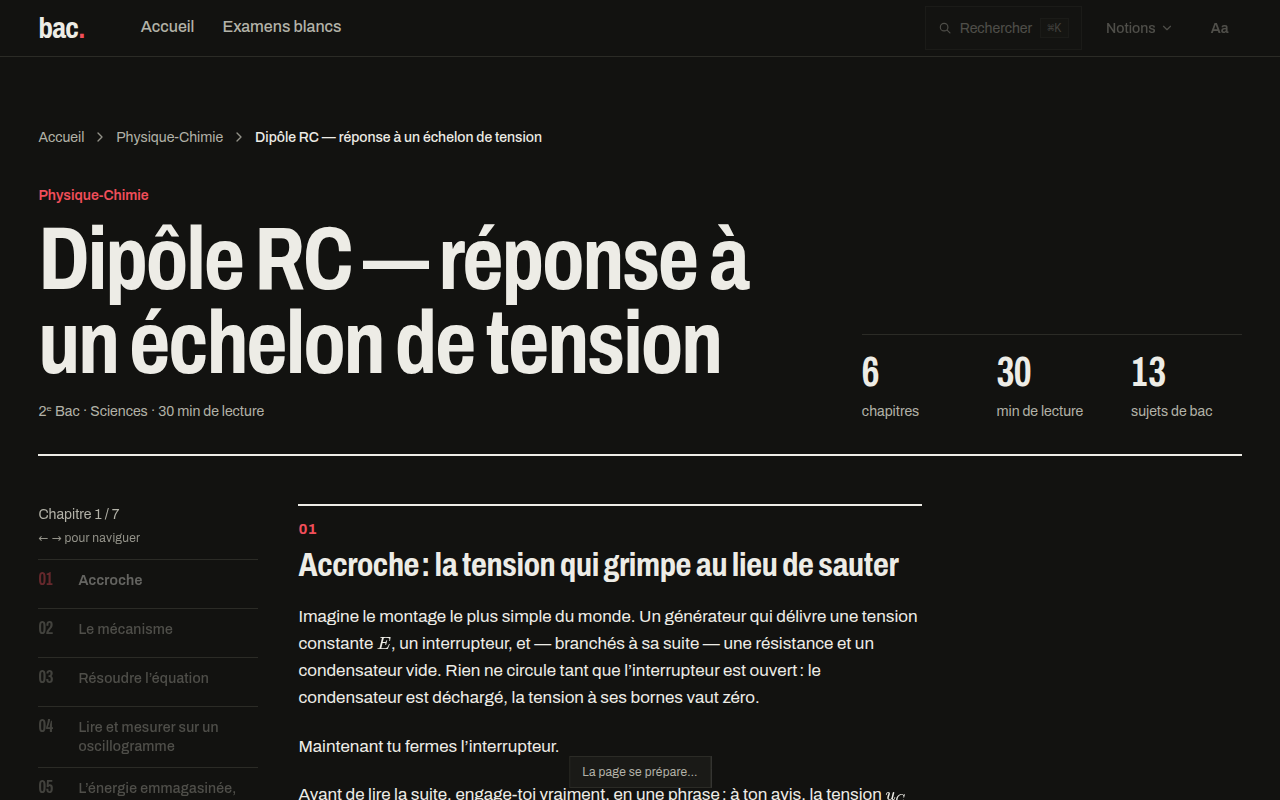 bac.
Accueil
Examens blancs
Rechercher ⌘K
Notions
Aa
Accueil > Physique-Chimie > Dipôle RC — réponse à un échelon de tension
Physique-Chimie
Dipôle RC — réponse à
un échelon de tension
2e Bac · Sciences · 30 min de lecture
6
chapitres
30
min de lecture
13
sujets de bac
Chapitre 1 / 7
← → pour naviguer
01 Accroche
02 Le mécanisme
03 Résoudre l’équation
04 Lire et mesurer sur un
oscillogramme
05 L’énergie emmagasinée,
01
Accroche : la tension qui grimpe au lieu de sauter
Imagine le montage le plus simple du monde. Un générateur qui délivre une tension
constante E, un interrupteur, et — branchés à sa suite — une résistance et un
condensateur vide. Rien ne circule tant que l’interrupteur est ouvert : le
condensateur est déchargé, la tension à ses bornes vaut zéro.
Maintenant tu fermes l’interrupteur.
La page se prépare…
Avant de lire la suite, engage-toi vraiment, en une phrase : à ton avis, la tension u_C